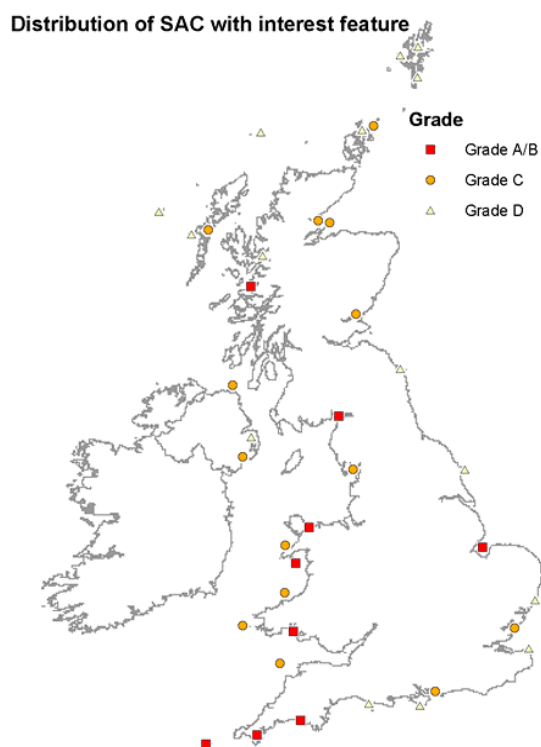 Distribution of SAC with interest feature
Grade
Grade A/B
Grade C
Grade D